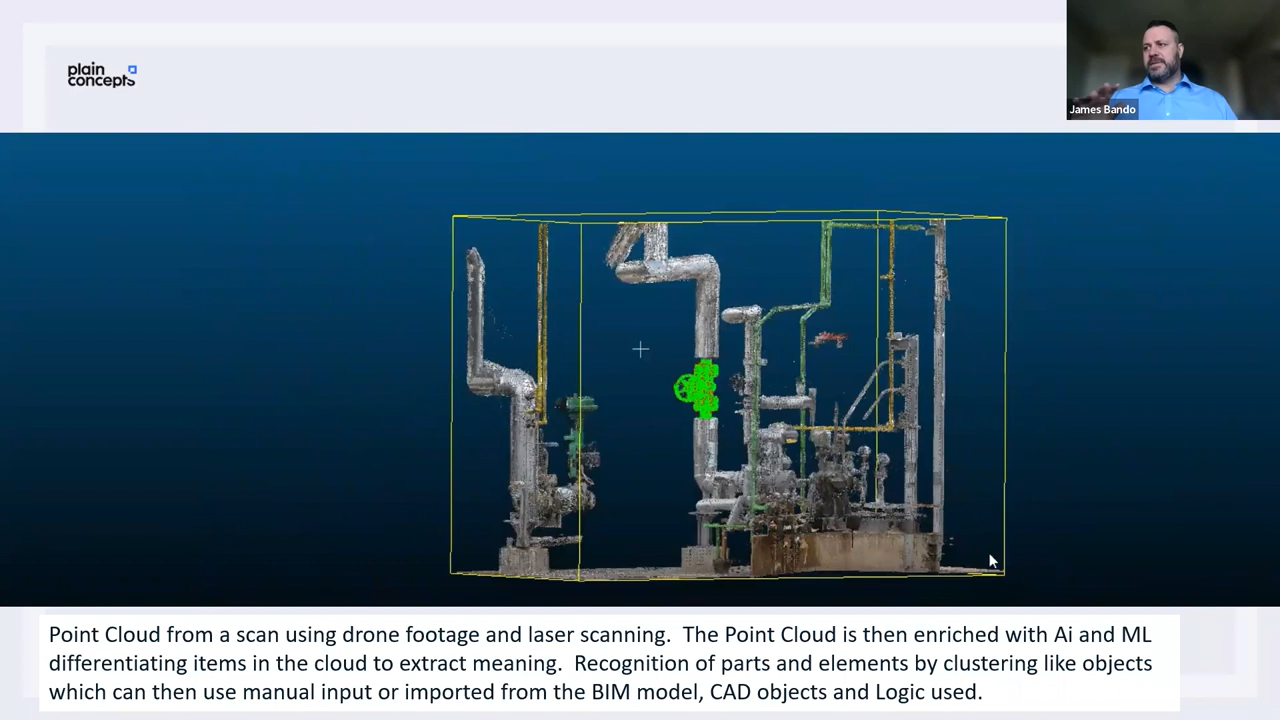 plain
concepts
James Bando
Point Cloud from a scan using drone footage and laser scanning. The Point Cloud is then enriched with Ai and ML
differentiating items in the cloud to extract meaning. Recognition of parts and elements by clustering like objects
which can then use manual input or imported from the BIM model, CAD objects and Logic used.